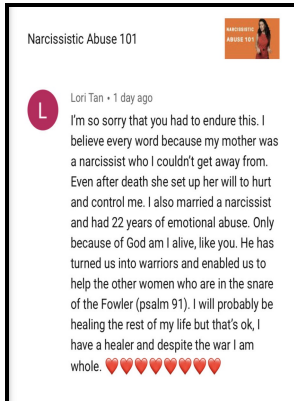 Narcissistic Abuse 101
NARCISSISTIC
ABUSE 101
L
Lori Tan • 1 day ago
I'm so sorry that you had to endure this. I
believe every word because my mother was
a narcissist who I couldn't get away from.
Even after death she set up her will to hurt
and control me. I also married a narcissist
and had 22 years of emotional abuse. Only
because of God am I alive, like you. He has
turned us into warriors and enabled us to
help the other women who are in the snare
of the Fowler (psalm 91). I will probably be
healing the rest of my life but that's ok, I
have a healer and despite the war I am
whole. ❤️❤️❤️❤️❤️❤️❤️❤️